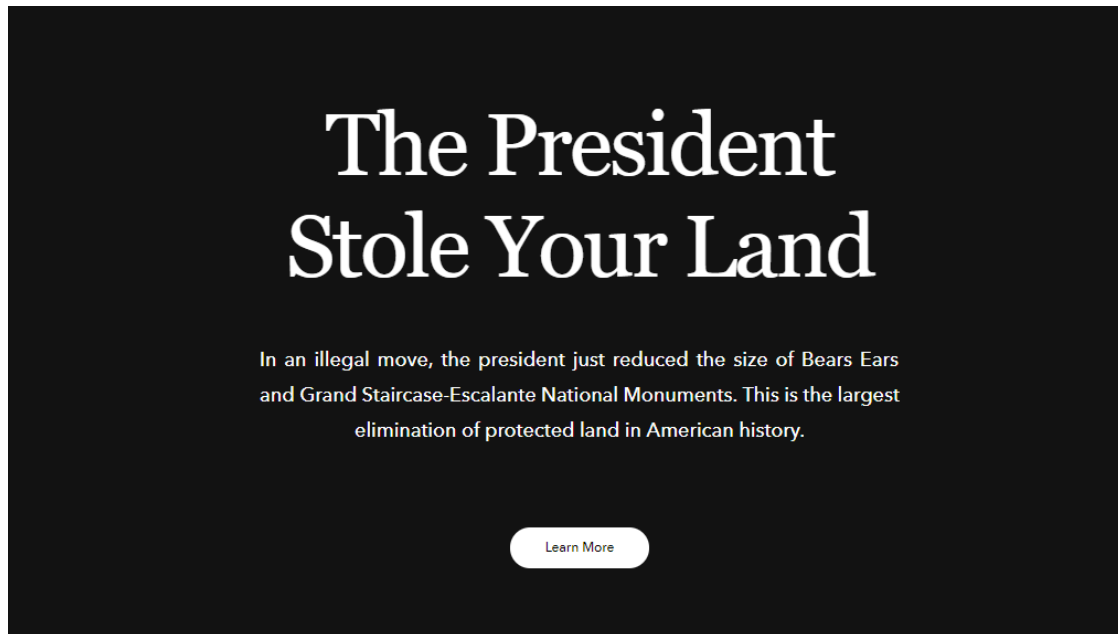 The President
Stole Your Land
In an illegal move, the president just reduced the size of Bears Ears
and Grand Staircase-Escalante National Monuments. This is the largest
elimination of protected land in American history.
Learn More